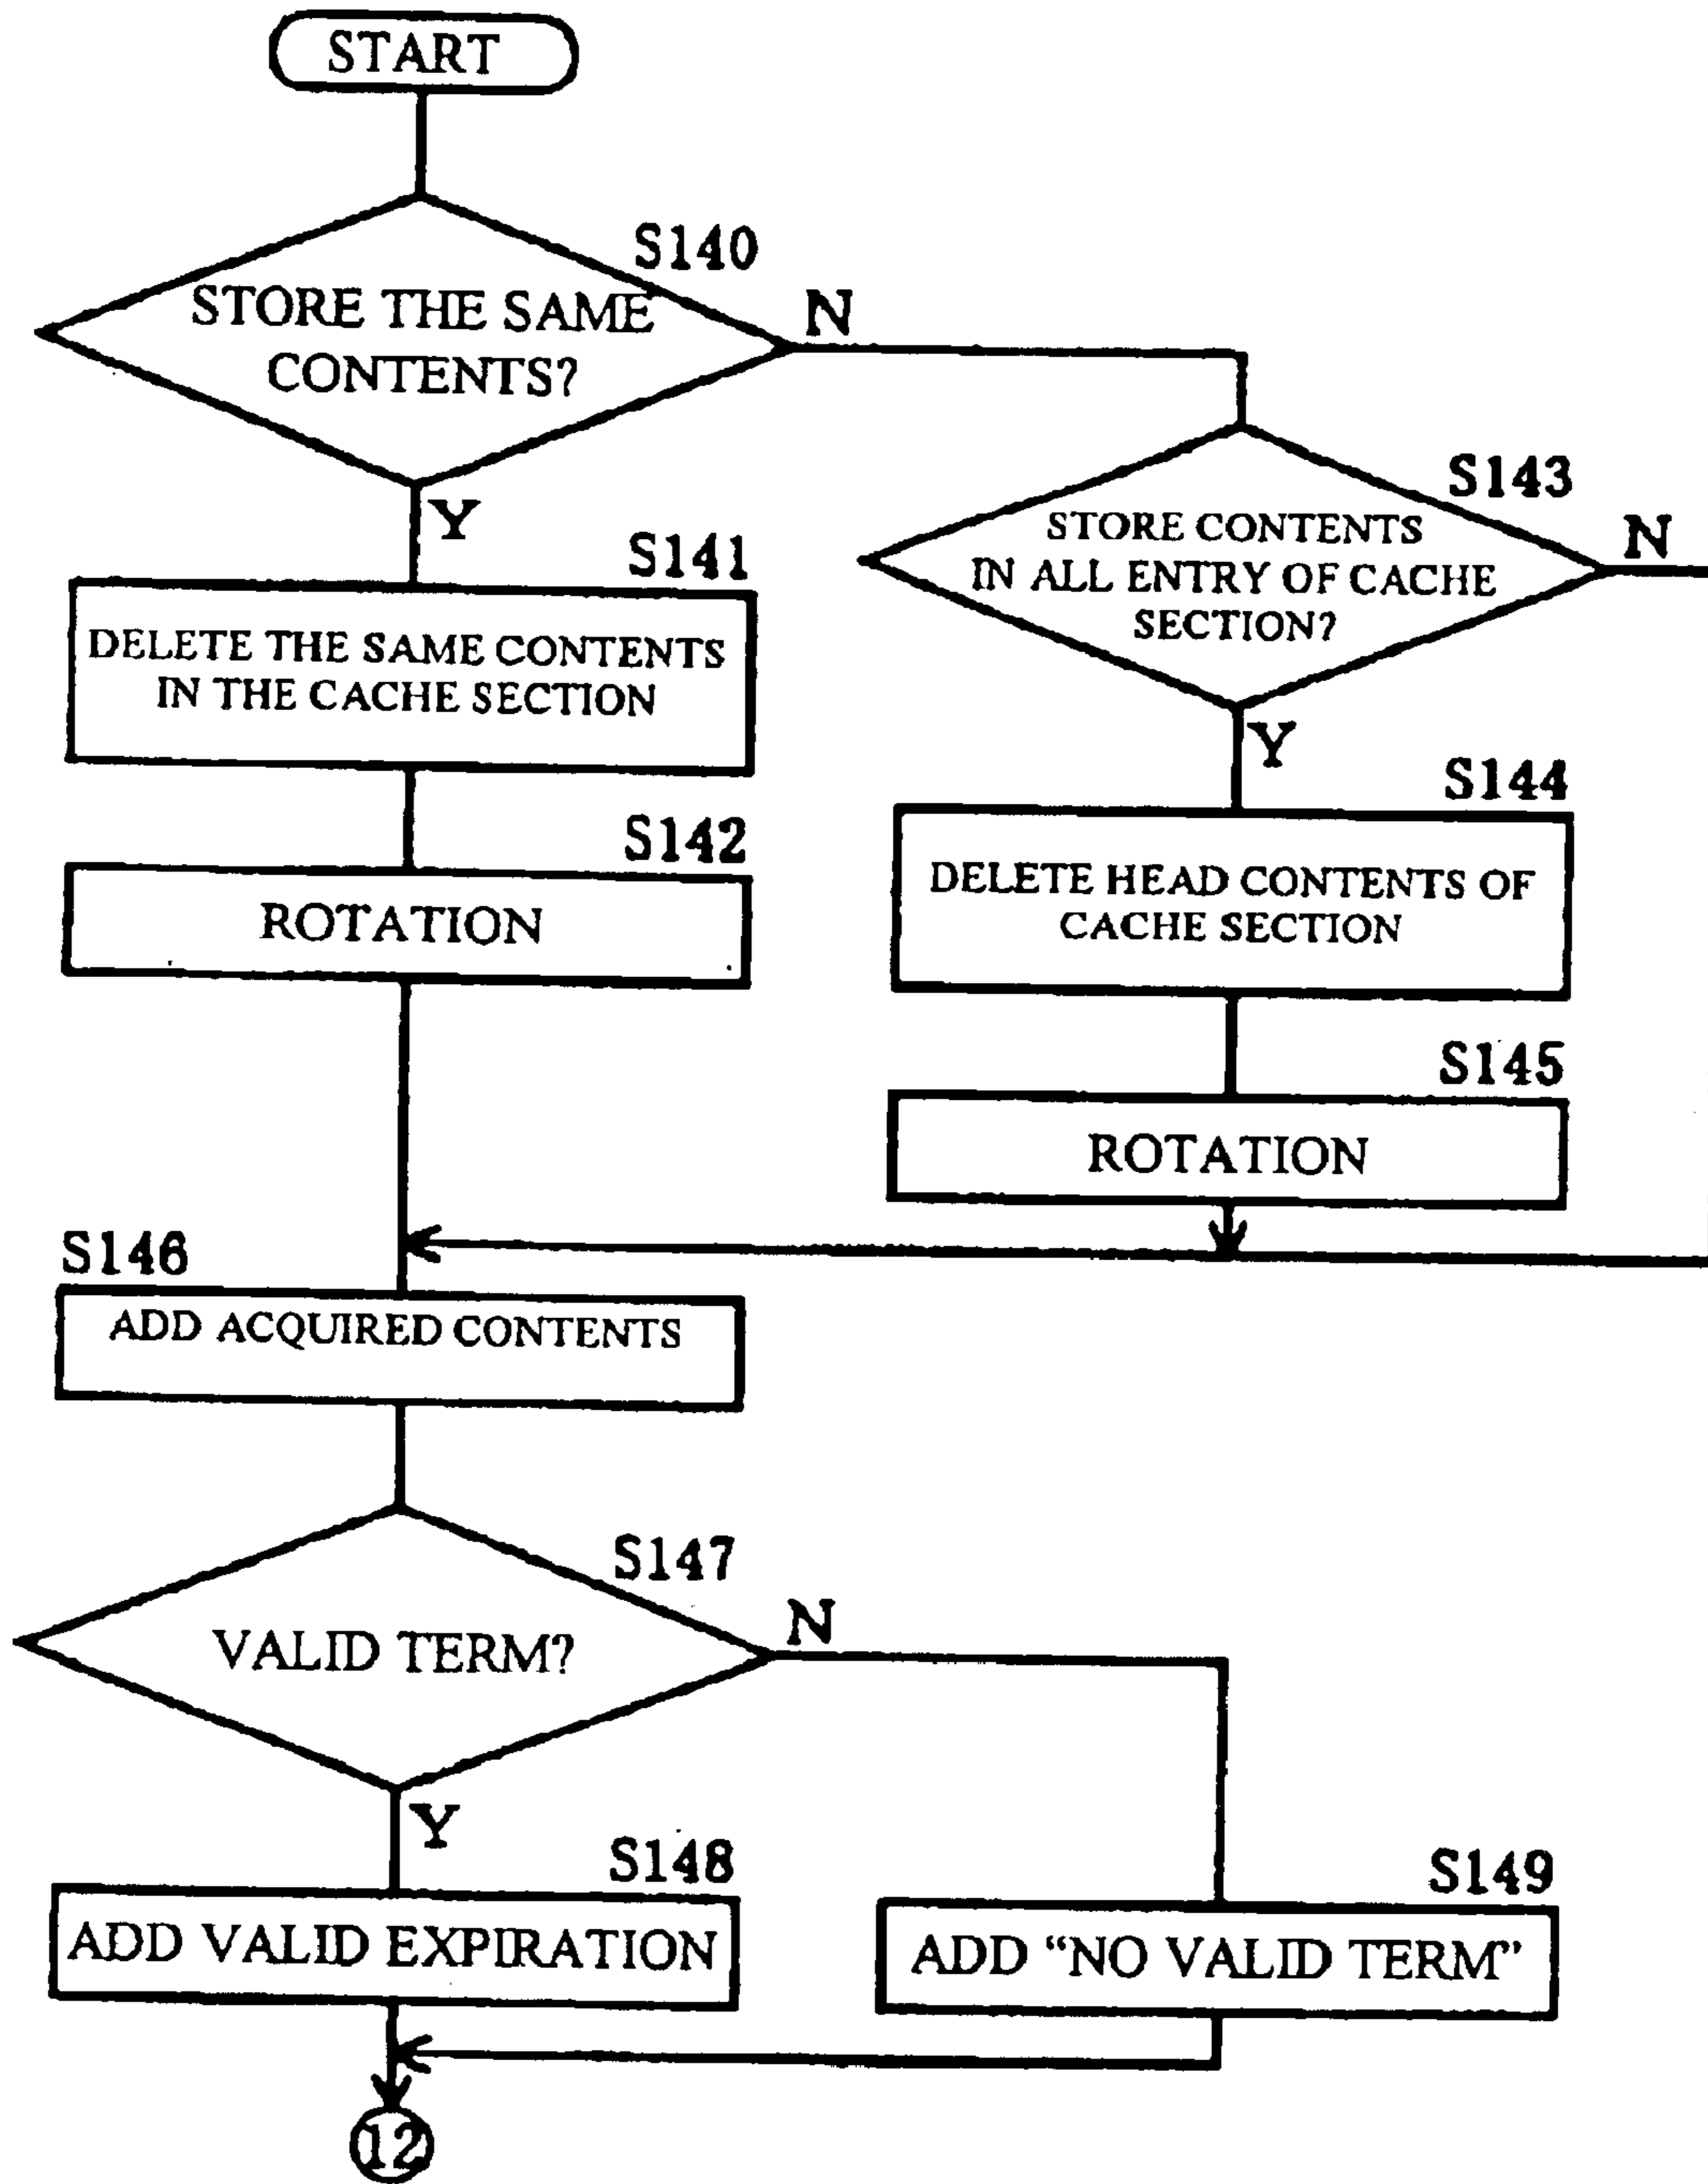 START
S140
STORE THE SAME
CONTENTS?
N
Y
S143
STORE CONTENTS
IN ALL ENTRY OF CACHE
SECTION?
N
Y
S141
DELETE THE SAME CONTENTS
IN THE CACHE SECTION
S144
DELETE HEAD CONTENTS OF
CACHE SECTION
S142
ROTATION
S145
ROTATION
S146
ADD ACQUIRED CONTENTS
S147
VALID TERM?
N
Y
S148
ADD VALID EXPIRATION
S149
ADD “NO VALID TERM”
12